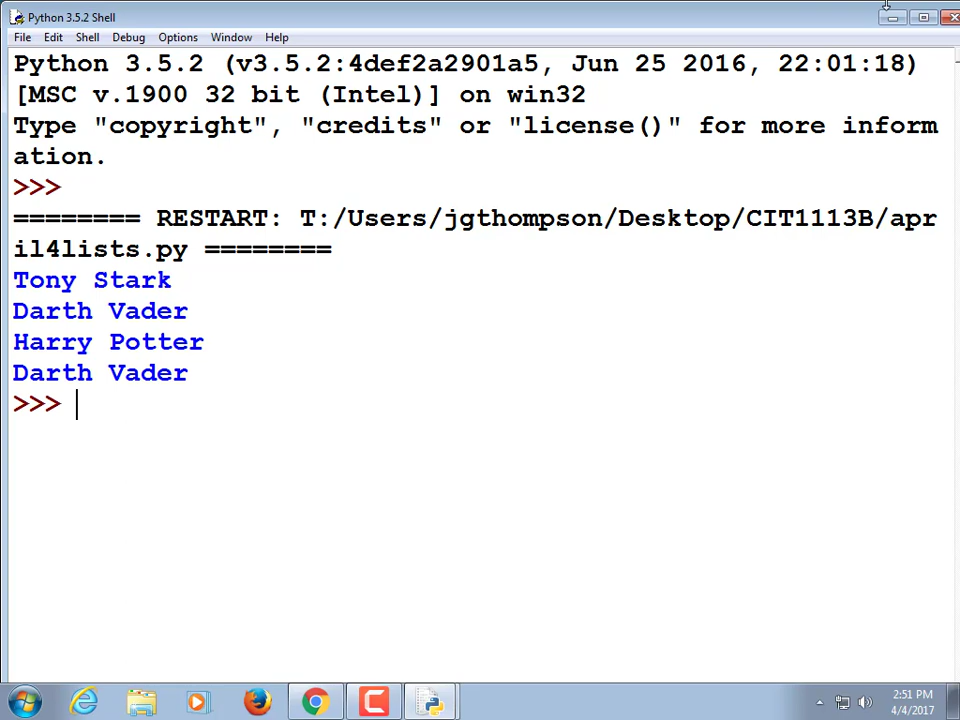 Python 3.5.2 Shell
File Edit Shell Debug Options Window Help
Python 3.5.2 (v3.5.2:4def2a2901a5, Jun 25 2016, 22:01:18)
[MSC v.1900 32 bit (Intel)] on win32
Type "copyright", "credits" or "license()" for more inform
ation.
>>>
======== RESTART: T:/Users/jgthompson/Desktop/CIT1113B/apr
il4lists.py ========
Tony Stark
Darth Vader
Harry Potter
Darth Vader
>>>
2:51 PM
4/4/2017